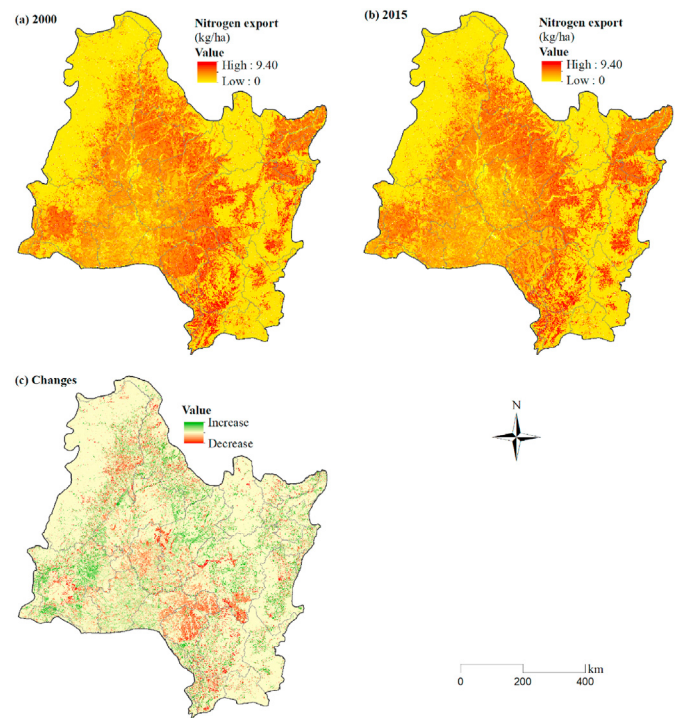 (a) 2000
Nitrogen export
(kg/ha)
Value
High : 9.40
Low : 0
(b) 2015
Nitrogen export
(kg/ha)
Value
High : 9.40
Low : 0
(c) Changes
Value
Increase
Decrease
N
km
0 200 400